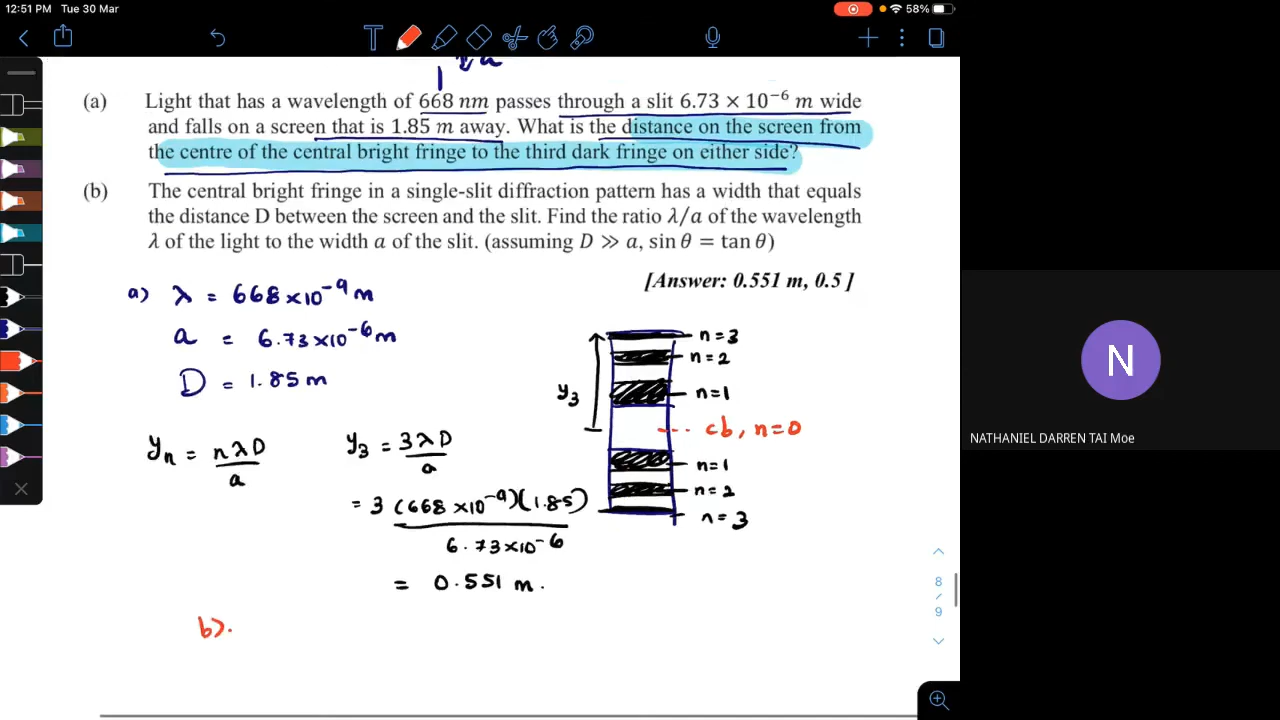 12:51 PM Tue 30 Mar
58%
(a) Light that has a wavelength of 668 nm passes through a slit 6.73 × 10⁻⁶ m wide
and falls on a screen that is 1.85 m away. What is the distance on the screen from
the centre of the central bright fringe to the third dark fringe on either side?
(b) The central bright fringe in a single-slit diffraction pattern has a width that equals
the distance D between the screen and the slit. Find the ratio λ/a of the wavelength
λ of the light to the width a of the slit. (assuming D ≫ a, sin θ = tan θ)
[Answer: 0.551 m, 0.5 ]
a) λ = 668 × 10⁻⁹ m
a = 6.73 × 10⁻⁶ m
D = 1.85 m
yₙ = nλD / a
y₃ = 3λD / a
= 3 (668 × 10⁻⁹)(1.85) / 6.73 × 10⁻⁶
= 0.551 m.
n = 3
n = 2
n = 1
y₃
cb, n = 0
n = 1
n = 2
n = 3
b).
8
/
9
N
NATHANIEL DARREN TAI Moe